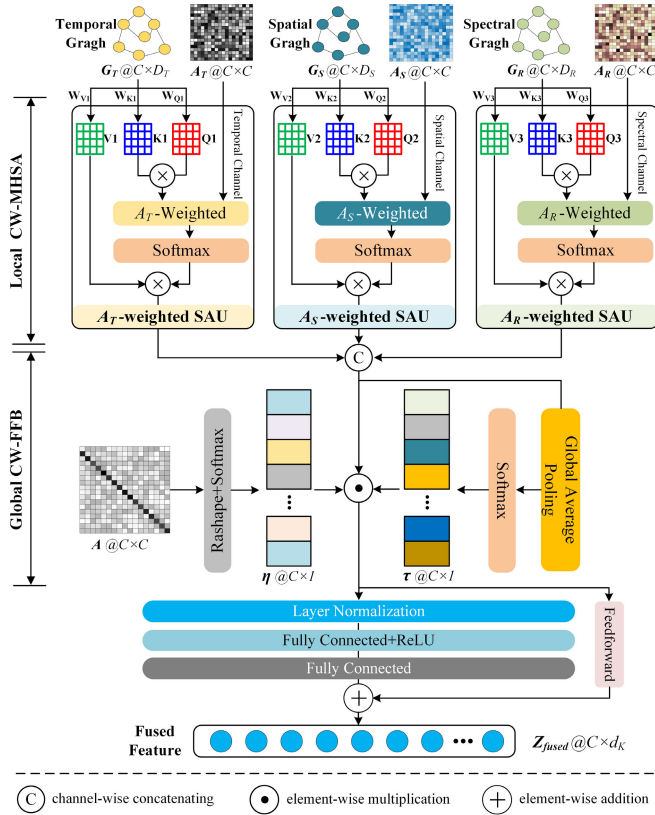 Temporal
Gragh
Spatial
Gragh
Spectral
Gragh
G_T @C×D_T
A_T @C×C
G_S @C×D_S
A_S @C×C
G_R @C×D_R
A_R @C×C
W_V1 W_K1 W_Q1
W_V2 W_K2 W_Q2
W_V3 W_K3 W_Q3
V1 K1 Q1
Temporal Channel
V2 K2 Q2
Spatial Channel
V3 K3 Q3
Spectral Channel
Local CW-MHSA
A_T-Weighted
A_S-Weighted
A_R-Weighted
Softmax
Softmax
Softmax
A_T-weighted SAU
A_S-weighted SAU
A_R-weighted SAU
C
Global CW-FFB
Rashape+Softmax
Softmax
Global Average
Pooling
A @C×C
η @C×1
τ @C×1
Layer Normalization
Fully Connected+ReLU
Fully Connected
Feedforward
Fused
Feature
Z_fused @C×d_K
C channel-wise concatenating
element-wise multiplication
element-wise addition